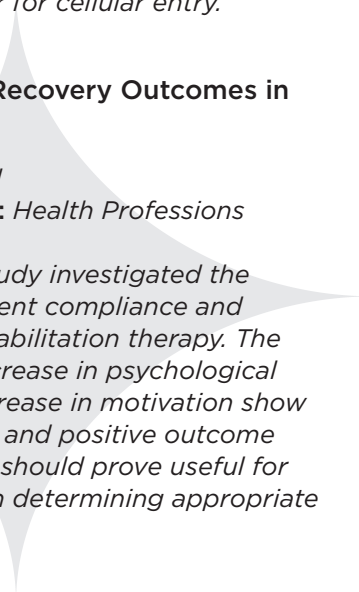 for cellular entry.
Recovery Outcomes in
: Health Professions
udy investigated the
ent compliance and
abilitation therapy. The
crease in psychological
rease in motivation show
and positive outcome
should prove useful for
n determining appropriate